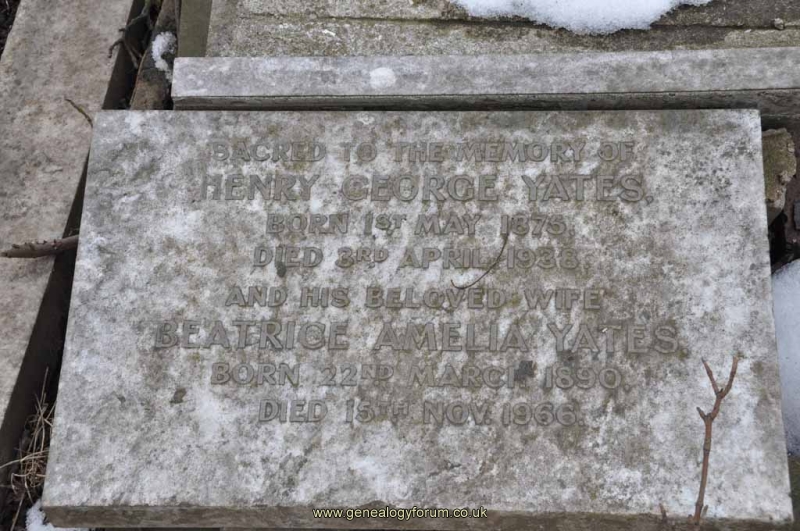 SACRED TO THE MEMORY OF
HENRY GEORGE YATES,
BORN 1ST MAY 1875,
DIED 3RD APRIL 1938,
AND HIS BELOVED WIFE
BEATRICE AMELIA YATES,
BORN 22ND MARCH 1890,
DIED 15TH NOV. 1966.
www.genealogyforum.co.uk